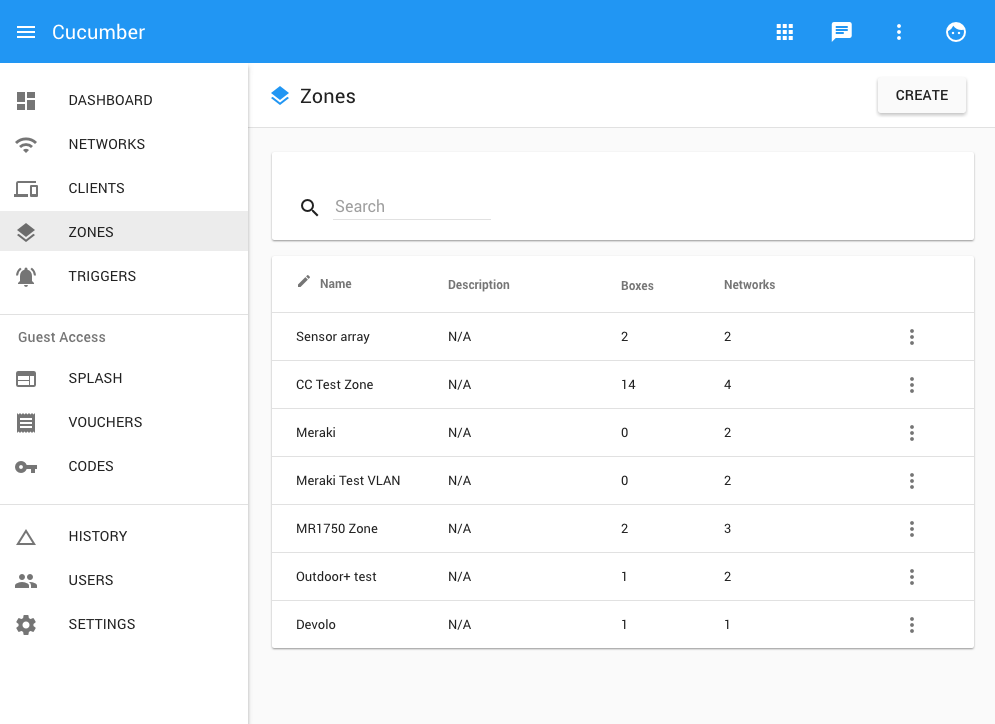 Cucumber
DASHBOARD
NETWORKS
CLIENTS
ZONES
TRIGGERS
Guest Access
SPLASH
VOUCHERS
CODES
HISTORY
USERS
SETTINGS
Zones
CREATE
Search
Name Description Boxes Networks
Sensor array N/A 2 2
CC Test Zone N/A 14 4
Meraki N/A 0 2
Meraki Test VLAN N/A 0 2
MR1750 Zone N/A 2 3
Outdoor+ test N/A 1 2
Devolo N/A 1 1